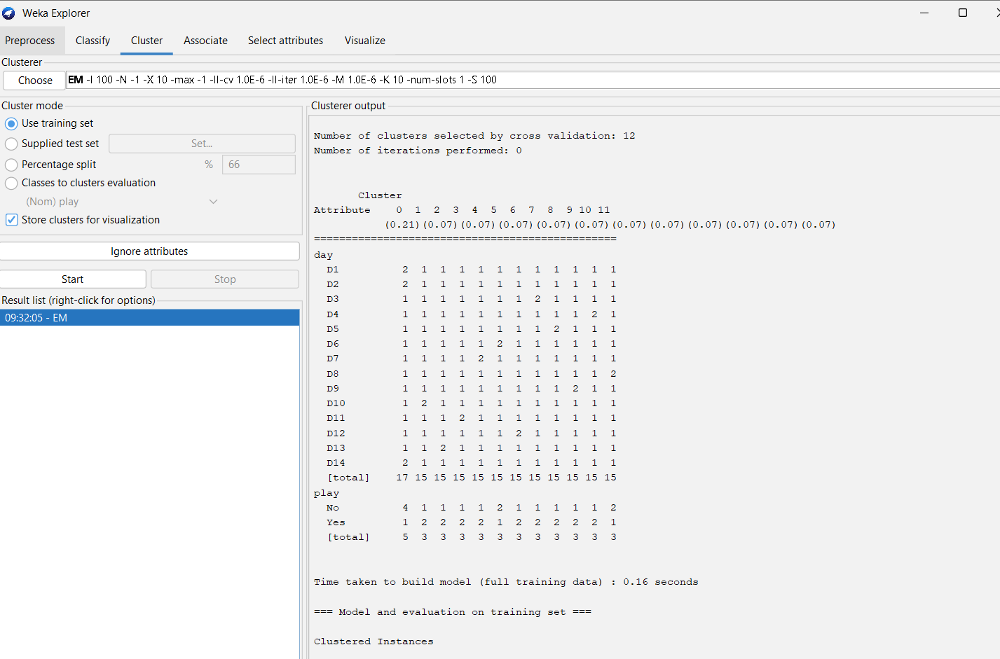 Weka Explorer
Preprocess Classify Cluster Associate Select attributes Visualize
Clusterer
Choose EM -I 100 -N -1 -X 10 -max -1 -ll-cv 1.0E-6 -ll-iter 1.0E-6 -M 1.0E-6 -K 10 -num-slots 1 -S 100
Cluster mode
Use training set
Supplied test set Set...
Percentage split % 66
Classes to clusters evaluation
(Nom) play
Store clusters for visualization
Ignore attributes
Start Stop
Result list (right-click for options)
09:32:05 - EM
Clusterer output
Number of clusters selected by cross validation: 12
Number of iterations performed: 0
Cluster
Attribute 0 1 2 3 4 5 6 7 8 9 10 11
(0.21) (0.07) (0.07) (0.07) (0.07) (0.07) (0.07) (0.07) (0.07) (0.07) (0.07) (0.07)
================================================
day
D1 2 1 1 1 1 1 1 1 1 1 1 1
D2 2 1 1 1 1 1 1 1 1 1 1 1
D3 1 1 1 1 1 1 1 2 1 1 1 1
D4 1 1 1 1 1 1 1 1 1 1 2 1
D5 1 1 1 1 1 1 1 1 2 1 1 1
D6 1 1 1 1 1 2 1 1 1 1 1 1
D7 1 1 1 1 2 1 1 1 1 1 1 1
D8 1 1 1 1 1 1 1 1 1 1 1 2
D9 1 1 1 1 1 1 1 1 1 2 1 1
D10 1 2 1 1 1 1 1 1 1 1 1 1
D11 1 1 1 2 1 1 1 1 1 1 1 1
D12 1 1 1 1 1 1 2 1 1 1 1 1
D13 1 1 2 1 1 1 1 1 1 1 1 1
D14 2 1 1 1 1 1 1 1 1 1 1 1
[total] 17 15 15 15 15 15 15 15 15 15 15 15
play
No 4 1 1 1 1 2 1 1 1 1 1 2
Yes 1 2 2 2 2 1 2 2 2 2 2 1
[total] 5 3 3 3 3 3 3 3 3 3 3 3
Time taken to build model (full training data) : 0.16 seconds
=== Model and evaluation on training set ===
Clustered Instances